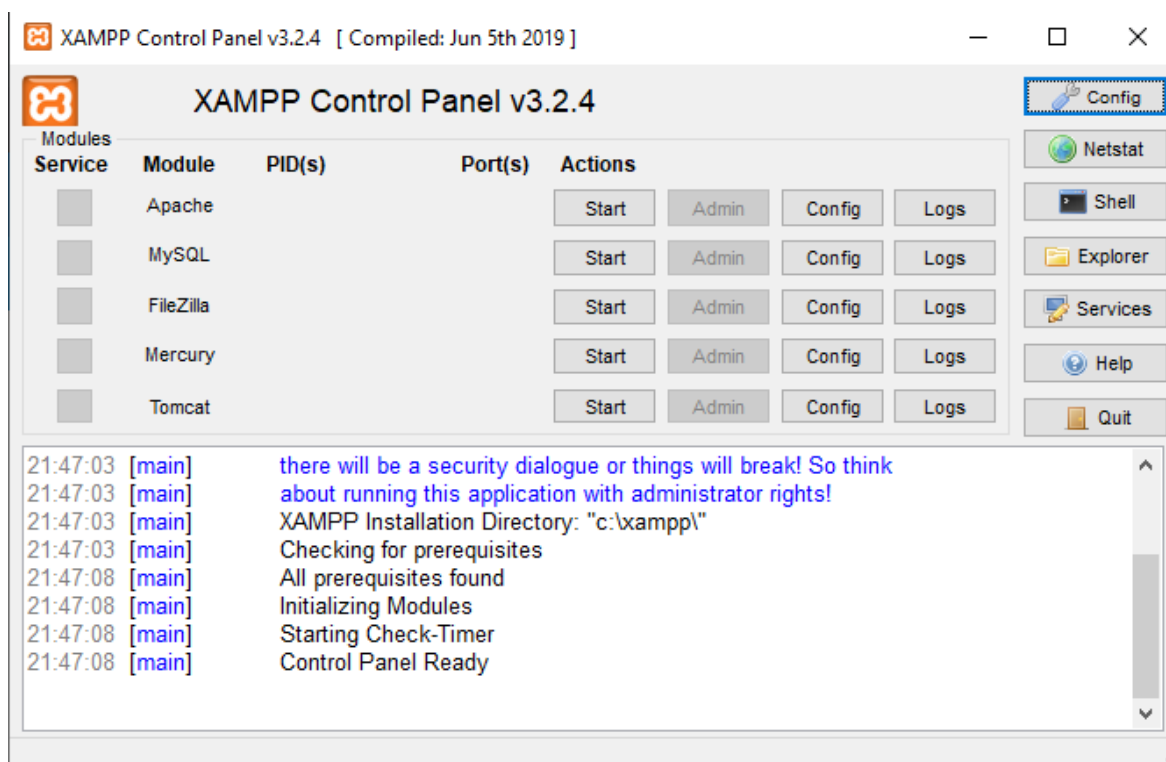 XAMPP Control Panel v3.2.4 [ Compiled: Jun 5th 2019 ]
XAMPP Control Panel v3.2.4
Config
Netstat
Shell
Explorer
Services
Help
Quit
Modules
Service Module PID(s) Port(s) Actions
Apache Start Admin Config Logs
MySQL Start Admin Config Logs
FileZilla Start Admin Config Logs
Mercury Start Admin Config Logs
Tomcat Start Admin Config Logs
21:47:03 [main] there will be a security dialogue or things will break! So think
21:47:03 [main] about running this application with administrator rights!
21:47:03 [main] XAMPP Installation Directory: "c:\xampp\"
21:47:03 [main] Checking for prerequisites
21:47:08 [main] All prerequisites found
21:47:08 [main] Initializing Modules
21:47:08 [main] Starting Check-Timer
21:47:08 [main] Control Panel Ready